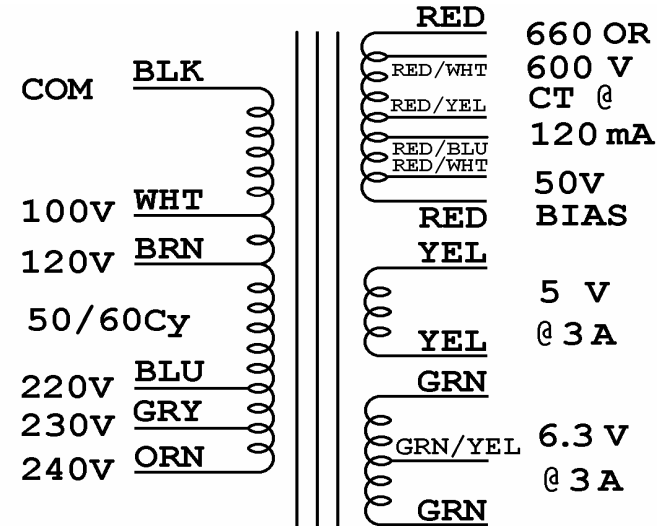 COM BLK
100V WHT
120V BRN
50/60Cy
220V BLU
230V GRY
240V ORN
RED
RED/WHT
RED/YEL
RED/BLU
RED/WHT
RED
660 OR
600 V
CT @
120 mA
50V
BIAS
YEL
5 V
@ 3 A
YEL
GRN
GRN/YEL
6.3 V
@ 3 A
GRN